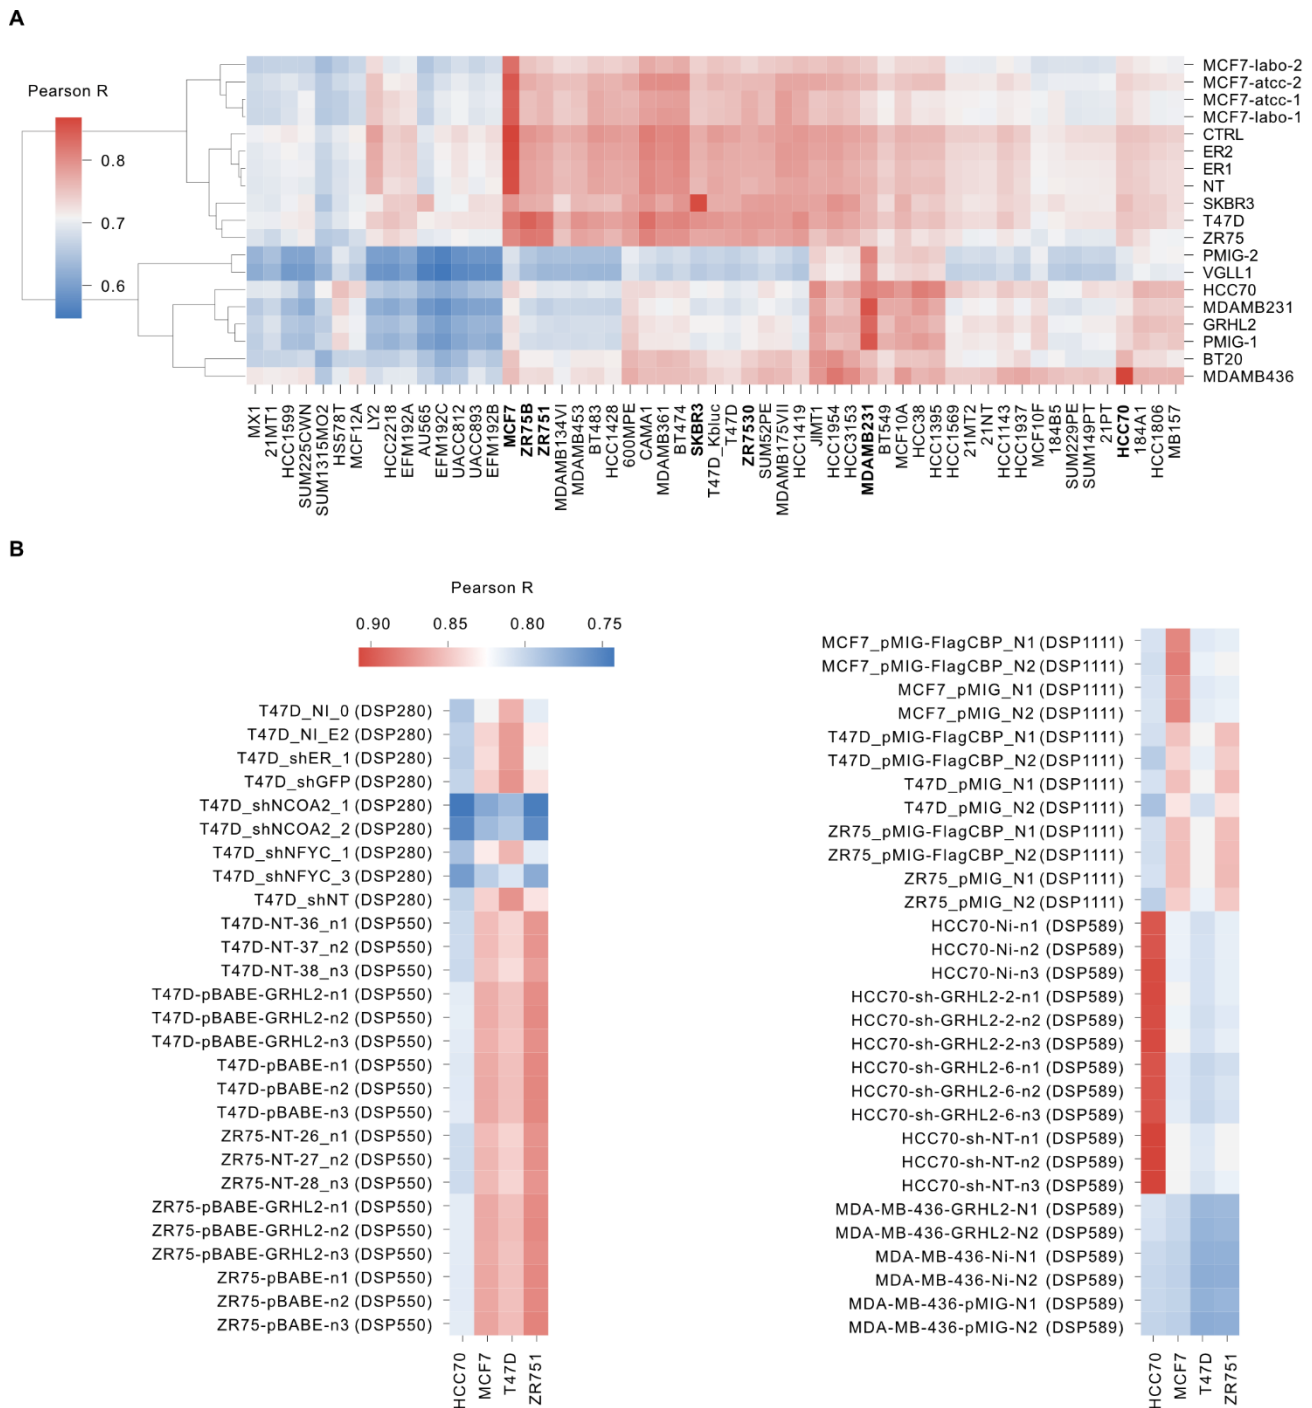 A
Pearson R
0.8
0.7
0.6
MCF7-labo-2
MCF7-atcc-2
MCF7-atcc-1
MCF7-labo-1
CTRL
ER2
ER1
NT
SKBR3
T47D
ZR75
PMIG-2
VGLL1
HCC70
MDAMB231
GRHL2
PMIG-1
BT20
MDAMB436
MX1
21MT1
HCC1599
SUM225CWN
SUM1315MO2
HS578T
MCF12A
LY2
HCC2218
EFM192A
AU565
EFM192C
UACC812
UACC893
EFM192B
MCF7
ZR75B
ZR751
MDAMB134VI
MDAMB453
BT483
HCC1428
600MPE
CAMA1
MDAMB361
BT474
SKBR3
T47D_Kbluc
T47D
ZR7530
SUM52PE
MDAMB175VII
HCC1419
JIMT1
HCC1954
HCC3153
MDAMB231
BT549
MCF10A
HCC38
HCC1395
HCC1569
21MT2
21NT
HCC1143
HCC1937
MCF10F
184B5
SUM229PE
SUM149PT
21PT
HCC70
184A1
HCC1806
MB157
B
Pearson R
0.90 0.85 0.80 0.75
T47D_NI_0 (DSP280)
T47D_NI_E2 (DSP280)
T47D_shER_1 (DSP280)
T47D_shGFP (DSP280)
T47D_shNCOA2_1 (DSP280)
T47D_shNCOA2_2 (DSP280)
T47D_shNFYC_1 (DSP280)
T47D_shNFYC_3 (DSP280)
T47D_shNT (DSP280)
T47D-NT-36_n1 (DSP550)
T47D-NT-37_n2 (DSP550)
T47D-NT-38_n3 (DSP550)
T47D-pBABE-GRHL2-n1 (DSP550)
T47D-pBABE-GRHL2-n2 (DSP550)
T47D-pBABE-GRHL2-n3 (DSP550)
T47D-pBABE-n1 (DSP550)
T47D-pBABE-n2 (DSP550)
T47D-pBABE-n3 (DSP550)
ZR75-NT-26_n1 (DSP550)
ZR75-NT-27_n2 (DSP550)
ZR75-NT-28_n3 (DSP550)
ZR75-pBABE-GRHL2-n1 (DSP550)
ZR75-pBABE-GRHL2-n2 (DSP550)
ZR75-pBABE-GRHL2-n3 (DSP550)
ZR75-pBABE-n1 (DSP550)
ZR75-pBABE-n2 (DSP550)
ZR75-pBABE-n3 (DSP550)
HCC70
MCF7
T47D
ZR751
MCF7_pMIG-FlagCBP_N1 (DSP1111)
MCF7_pMIG-FlagCBP_N2 (DSP1111)
MCF7_pMIG_N1 (DSP1111)
MCF7_pMIG_N2 (DSP1111)
T47D_pMIG-FlagCBP_N1 (DSP1111)
T47D_pMIG-FlagCBP_N2 (DSP1111)
T47D_pMIG_N1 (DSP1111)
T47D_pMIG_N2 (DSP1111)
ZR75_pMIG-FlagCBP_N1 (DSP1111)
ZR75_pMIG-FlagCBP_N2 (DSP1111)
ZR75_pMIG_N1 (DSP1111)
ZR75_pMIG_N2 (DSP1111)
HCC70-Ni-n1 (DSP589)
HCC70-Ni-n2 (DSP589)
HCC70-Ni-n3 (DSP589)
HCC70-sh-GRHL2-2-n1 (DSP589)
HCC70-sh-GRHL2-2-n2 (DSP589)
HCC70-sh-GRHL2-2-n3 (DSP589)
HCC70-sh-GRHL2-6-n1 (DSP589)
HCC70-sh-GRHL2-6-n2 (DSP589)
HCC70-sh-GRHL2-6-n3 (DSP589)
HCC70-sh-NT-n1 (DSP589)
HCC70-sh-NT-n2 (DSP589)
HCC70-sh-NT-n3 (DSP589)
MDA-MB-436-GRHL2-N1 (DSP589)
MDA-MB-436-GRHL2-N2 (DSP589)
MDA-MB-436-Ni-N1 (DSP589)
MDA-MB-436-Ni-N2 (DSP589)
MDA-MB-436-pMIG-N1 (DSP589)
MDA-MB-436-pMIG-N2 (DSP589)
HCC70
MCF7
T47D
ZR751